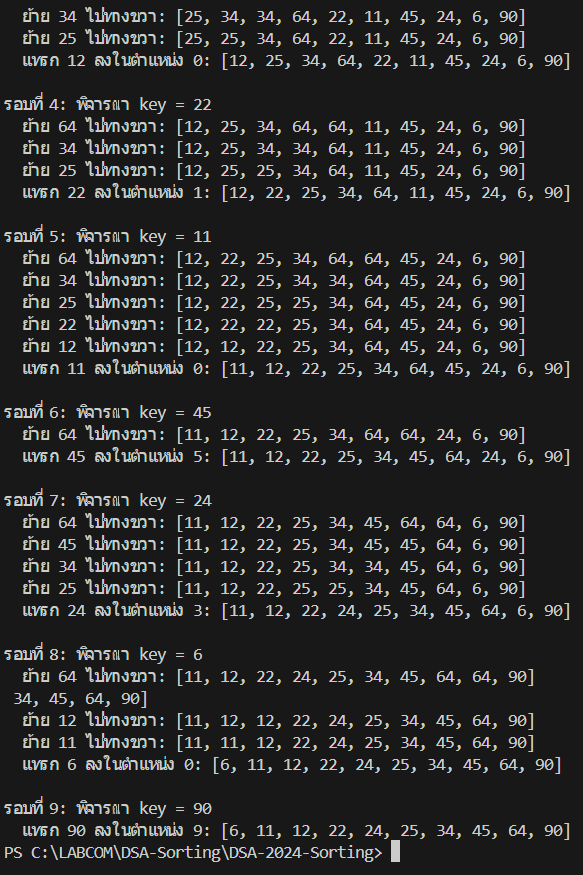 ย้าย 34 ไปทางขวา: [25, 34, 34, 64, 22, 11, 45, 24, 6, 90]
ย้าย 25 ไปทางขวา: [25, 25, 34, 64, 22, 11, 45, 24, 6, 90]
แทรก 12 ลงในตำแหน่ง 0: [12, 25, 34, 64, 22, 11, 45, 24, 6, 90]
รอบที่ 4: พิจารณา key = 22
ย้าย 64 ไปทางขวา: [12, 25, 34, 64, 64, 11, 45, 24, 6, 90]
ย้าย 34 ไปทางขวา: [12, 25, 34, 34, 64, 11, 45, 24, 6, 90]
ย้าย 25 ไปทางขวา: [12, 25, 25, 34, 64, 11, 45, 24, 6, 90]
แทรก 22 ลงในตำแหน่ง 1: [12, 22, 25, 34, 64, 11, 45, 24, 6, 90]
รอบที่ 5: พิจารณา key = 11
ย้าย 64 ไปทางขวา: [12, 22, 25, 34, 64, 64, 45, 24, 6, 90]
ย้าย 34 ไปทางขวา: [12, 22, 25, 34, 34, 64, 45, 24, 6, 90]
ย้าย 25 ไปทางขวา: [12, 22, 25, 25, 34, 64, 45, 24, 6, 90]
ย้าย 22 ไปทางขวา: [12, 22, 22, 25, 34, 64, 45, 24, 6, 90]
ย้าย 12 ไปทางขวา: [12, 12, 22, 25, 34, 64, 45, 24, 6, 90]
แทรก 11 ลงในตำแหน่ง 0: [11, 12, 22, 25, 34, 64, 45, 24, 6, 90]
รอบที่ 6: พิจารณา key = 45
ย้าย 64 ไปทางขวา: [11, 12, 22, 25, 34, 64, 64, 24, 6, 90]
แทรก 45 ลงในตำแหน่ง 5: [11, 12, 22, 25, 34, 45, 64, 24, 6, 90]
รอบที่ 7: พิจารณา key = 24
ย้าย 64 ไปทางขวา: [11, 12, 22, 25, 34, 45, 64, 64, 6, 90]
ย้าย 45 ไปทางขวา: [11, 12, 22, 25, 34, 45, 45, 64, 6, 90]
ย้าย 34 ไปทางขวา: [11, 12, 22, 25, 34, 34, 45, 64, 6, 90]
ย้าย 25 ไปทางขวา: [11, 12, 22, 25, 25, 34, 45, 64, 6, 90]
แทรก 24 ลงในตำแหน่ง 3: [11, 12, 22, 24, 25, 34, 45, 64, 6, 90]
รอบที่ 8: พิจารณา key = 6
ย้าย 64 ไปทางขวา: [11, 12, 22, 24, 25, 34, 45, 64, 64, 90]
34, 45, 64, 90]
ย้าย 12 ไปทางขวา: [11, 12, 12, 22, 24, 25, 34, 45, 64, 90]
ย้าย 11 ไปทางขวา: [11, 11, 12, 22, 24, 25, 34, 45, 64, 90]
แทรก 6 ลงในตำแหน่ง 0: [6, 11, 12, 22, 24, 25, 34, 45, 64, 90]
รอบที่ 9: พิจารณา key = 90
แทรก 90 ลงในตำแหน่ง 9: [6, 11, 12, 22, 24, 25, 34, 45, 64, 90]
PS C:\LABCOM\DSA-Sorting\DSA-2024-Sorting>